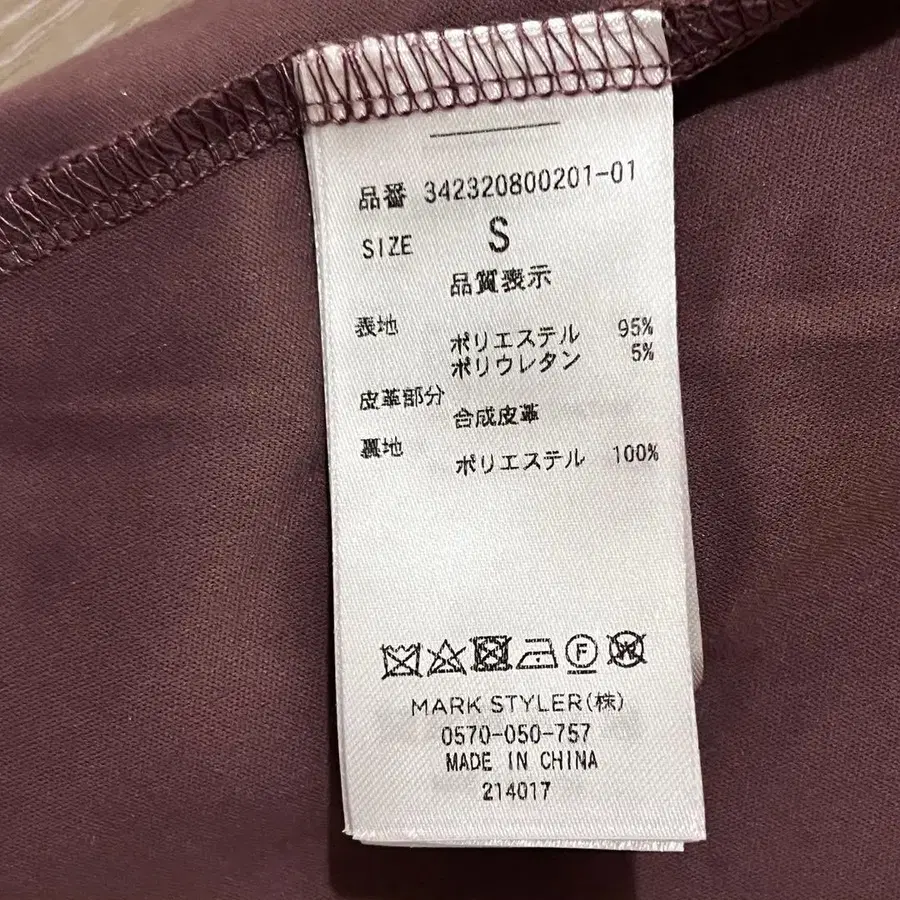 品番 342320800201-01
SIZE S
品質表示
表地
ポリエステル 95%
ポリウレタン 5%
皮革部分
合成皮革
裏地
ポリエステル 100%
MARK STYLER(株)
0570-050-757
MADE IN CHINA
214017